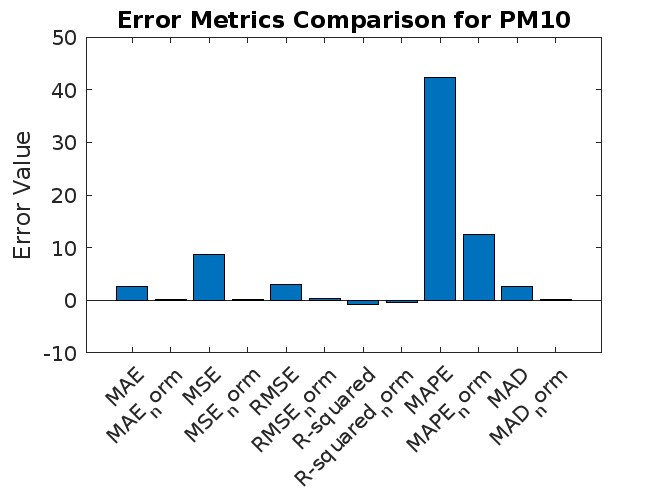 Error Metrics Comparison for PM10
Error Value
50
40
30
20
10
0
-10
MAE
MAE_norm
MSE
MSE_norm
RMSE
RMSE_norm
R-squared
R-squared_norm
MAPE
MAPE_norm
MAD
MAD_norm